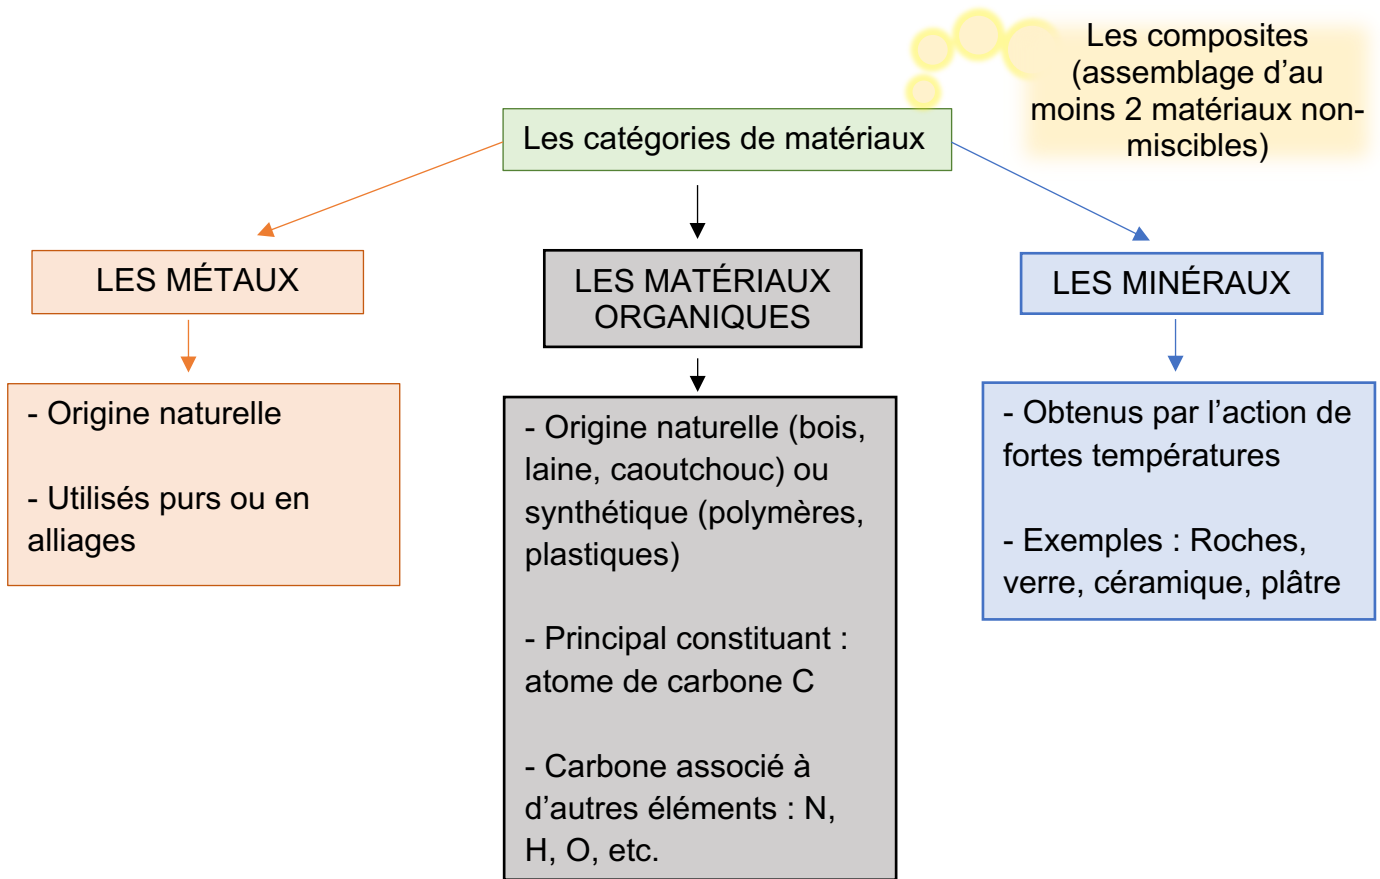 Les composites
(assemblage d’au
moins 2 matériaux non-
miscibles)
Les catégories de matériaux
LES MÉTAUX
LES MATÉRIAUX
ORGANIQUES
LES MINÉRAUX
- Origine naturelle
- Utilisés purs ou en
alliages
- Origine naturelle (bois,
laine, caoutchouc) ou
synthétique (polymères,
plastiques)
- Principal constituant :
atome de carbone C
- Carbone associé à
d’autres éléments : N,
H, O, etc.
- Obtenus par l’action de
fortes températures
- Exemples : Roches,
verre, céramique, plâtre